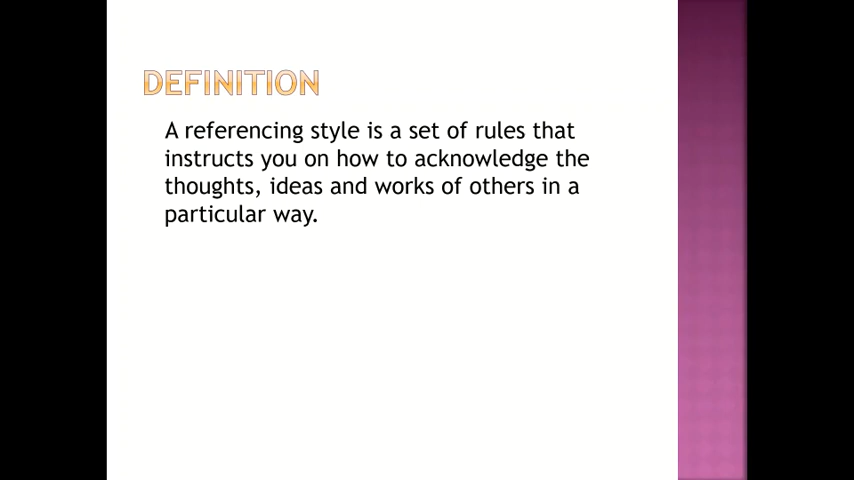 DEFINITION
A referencing style is a set of rules that
instructs you on how to acknowledge the
thoughts, ideas and works of others in a
particular way.